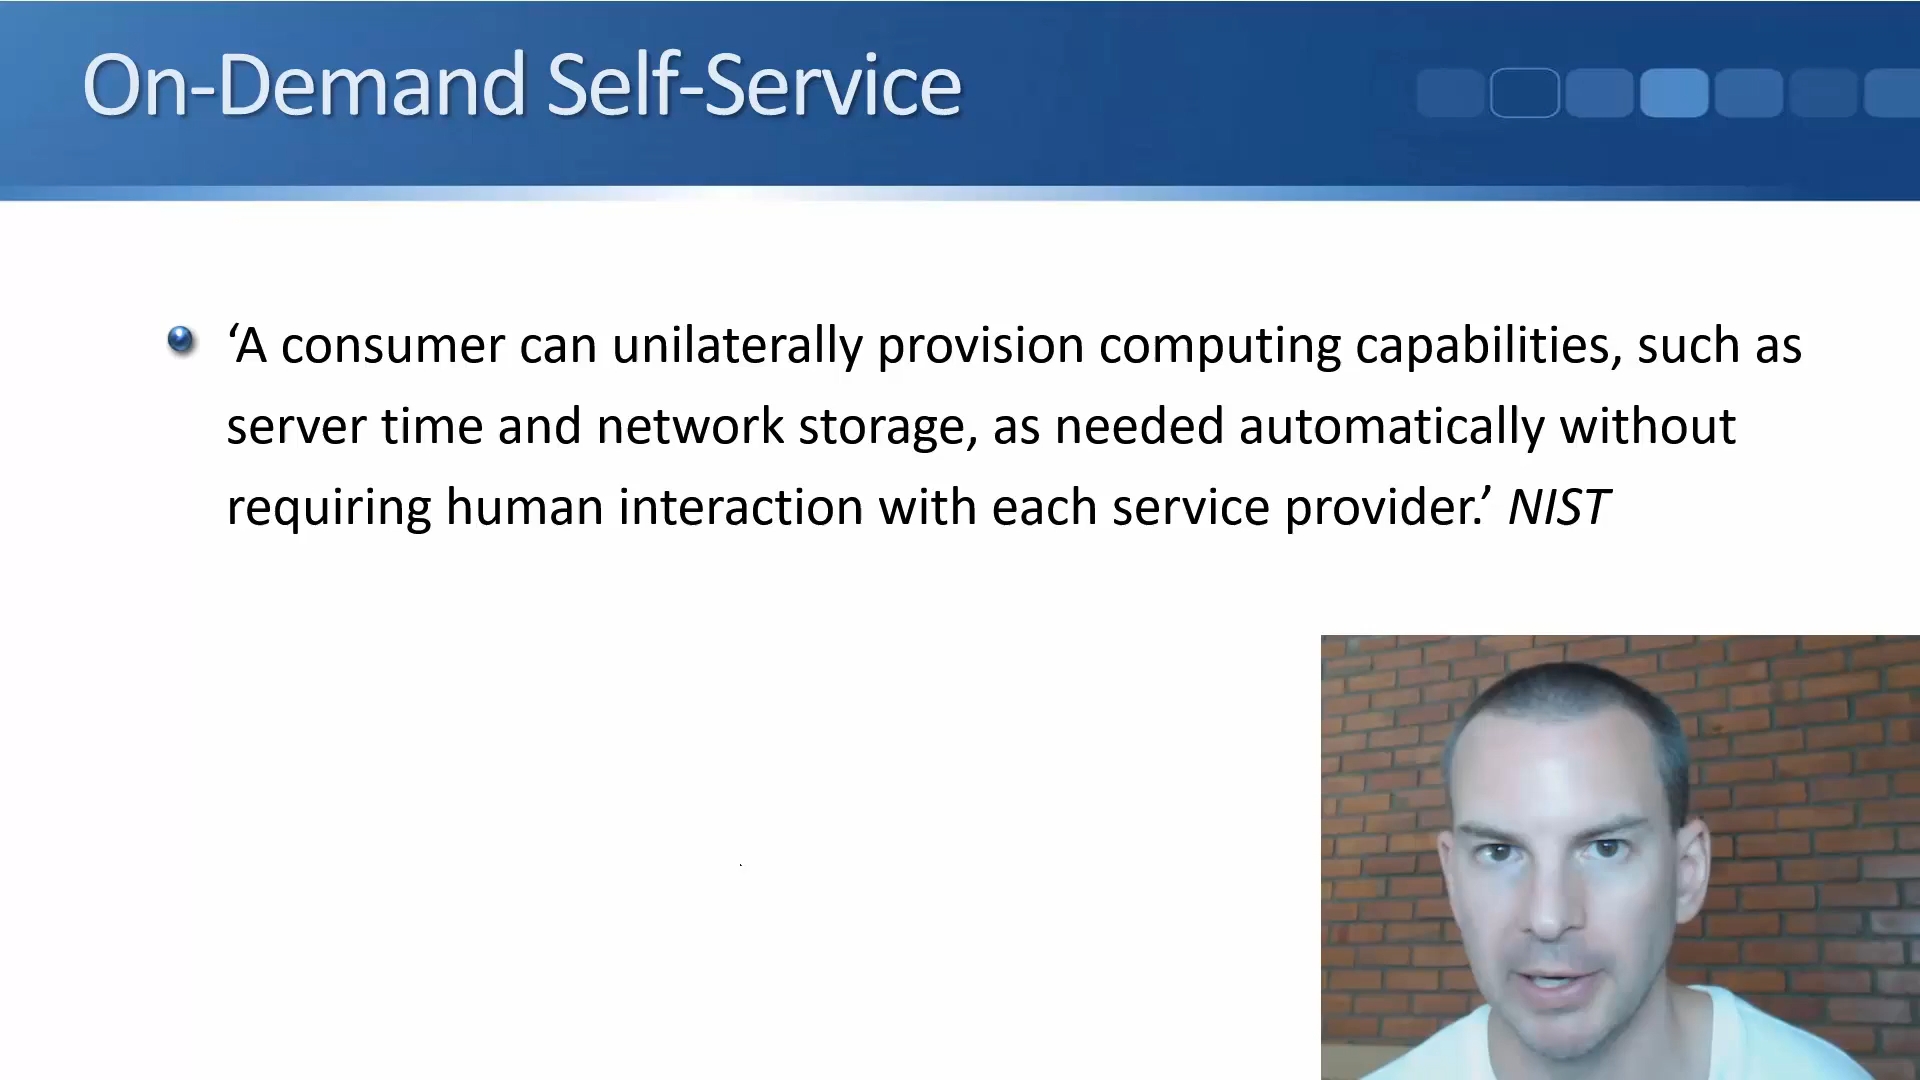 On-Demand Self-Service
‘A consumer can unilaterally provision computing capabilities, such as
server time and network storage, as needed automatically without
requiring human interaction with each service provider.’ NIST